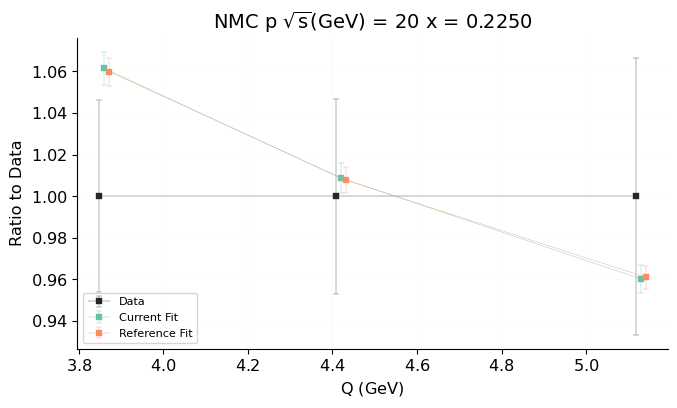 NMC p √s(GeV) = 20 x = 0.2250
Ratio to Data
1.06
1.04
1.02
1.00
0.98
0.96
0.94
Data
Current Fit
Reference Fit
3.8 4.0 4.2 4.4 4.6 4.8 5.0
Q (GeV)